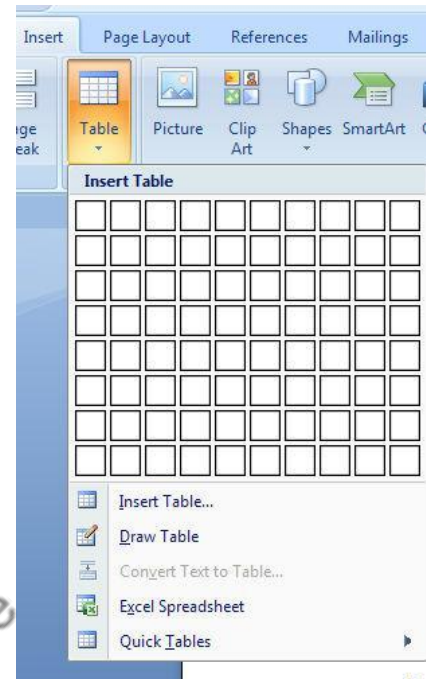 Insert Page Layout References Mailings
Table Picture Clip Art Shapes SmartArt
eak
Insert Table
Insert Table...
Draw Table
Convert Text to Table...
Excel Spreadsheet
Quick Tables